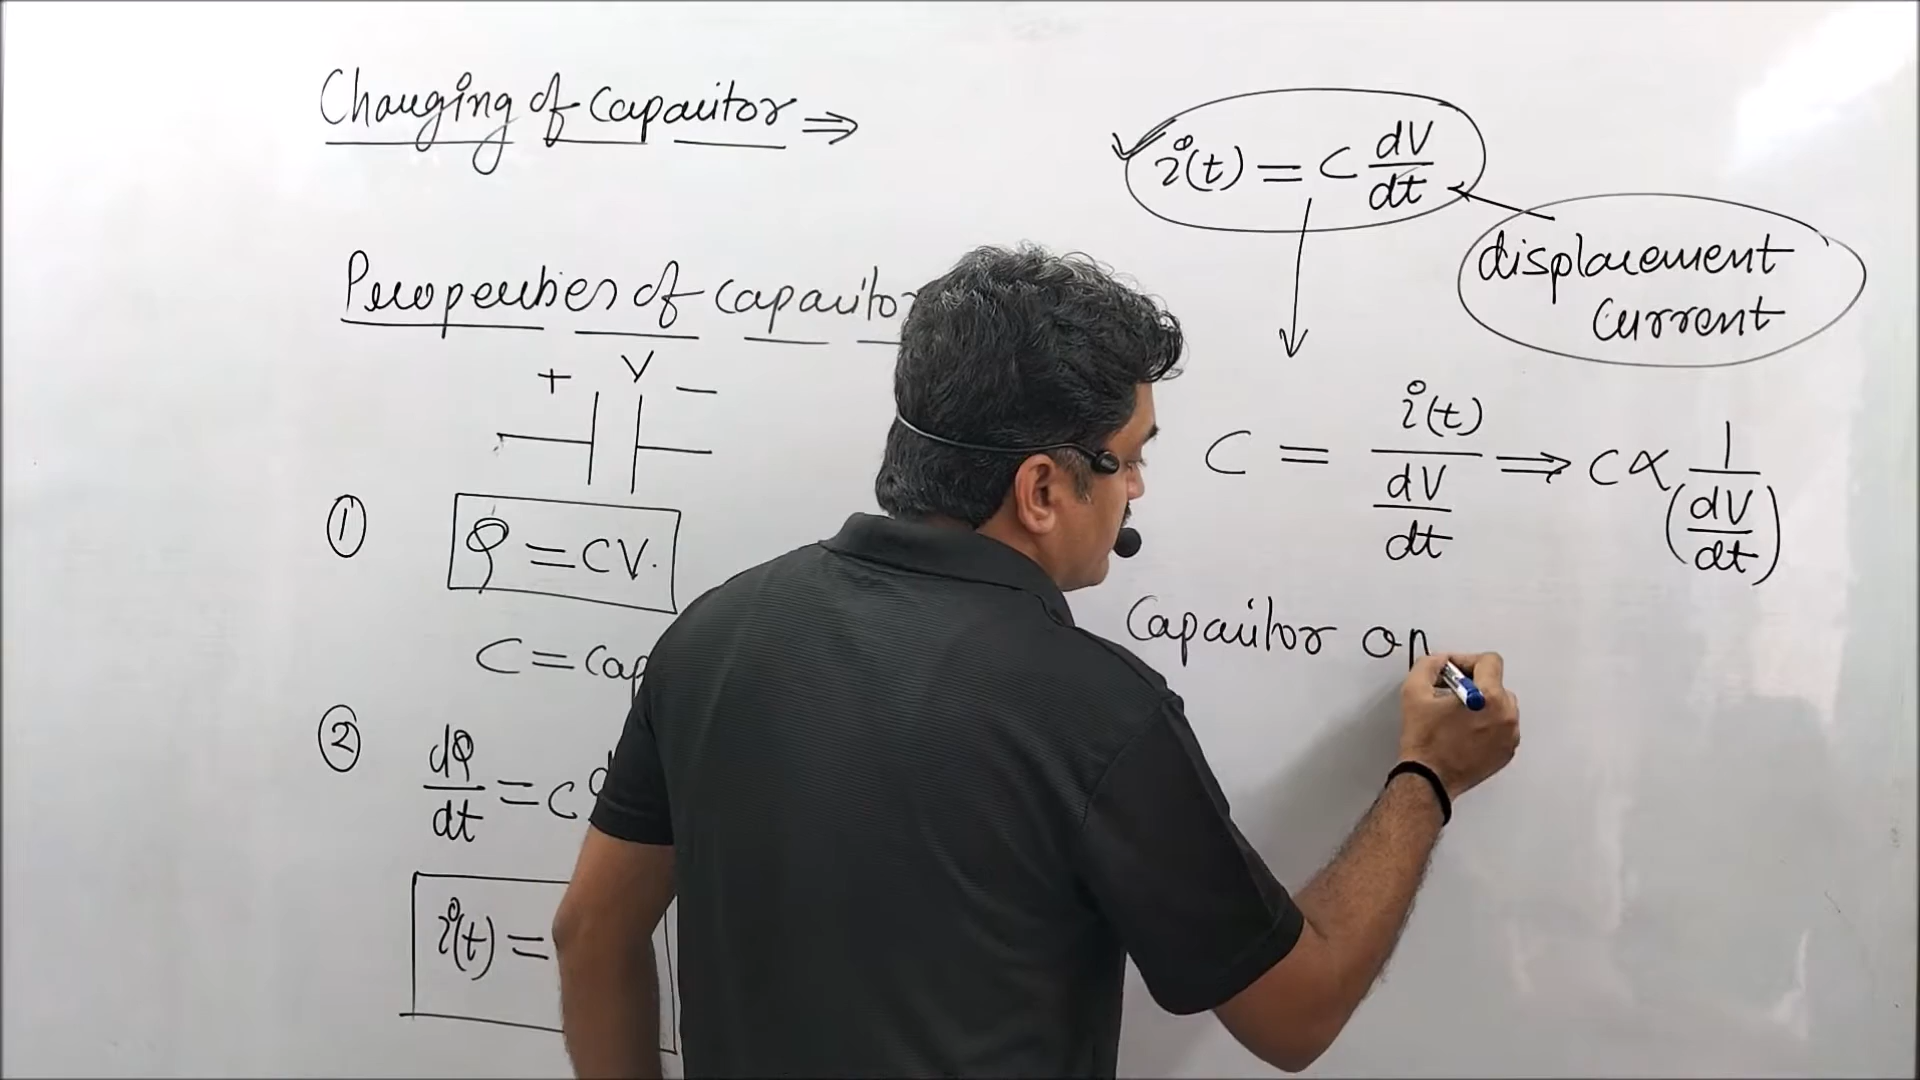 Charging of capacitor ⇒
Properties of capacitor
+ V −
① Q = CV.
C = cap
② dQ/dt = C d
i(t) =
i(t) = C dV/dt
displacement
current
C = i(t)/(dV/dt) ⇒ C ∝ 1/(dV/dt)
Capacitor op